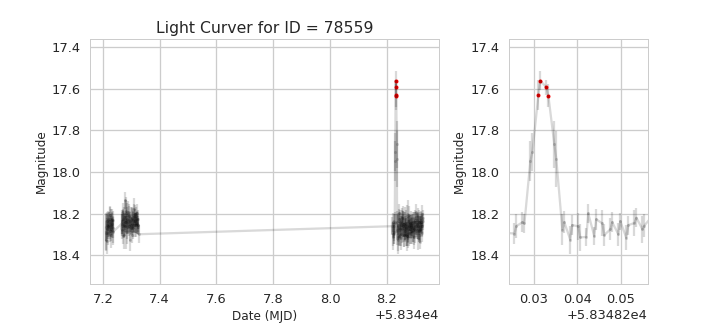 Light Curver for ID = 78559
Magnitude
17.4
17.6
17.8
18.0
18.2
18.4
7.2 7.4 7.6 7.8 8.0 8.2
Date (MJD)
+5.834e4
Magnitude
17.4
17.6
17.8
18.0
18.2
18.4
0.03 0.04 0.05
+5.83482e4